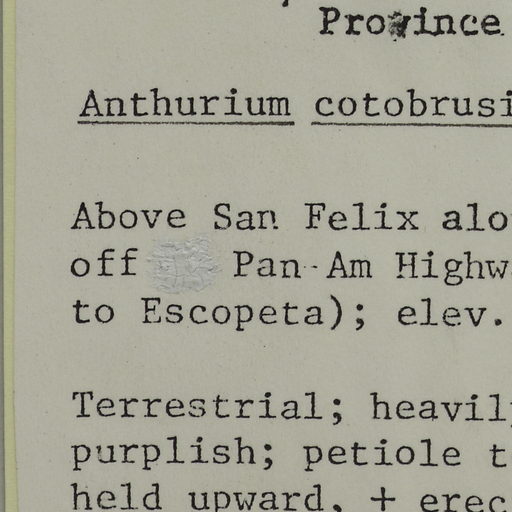 Province
Anthurium cotobrusi
Above San Felix alo
off Pan-Am Highw
to Escopeta); elev.
Terrestrial; heavil
purplish; petiole t
held upward, + erec